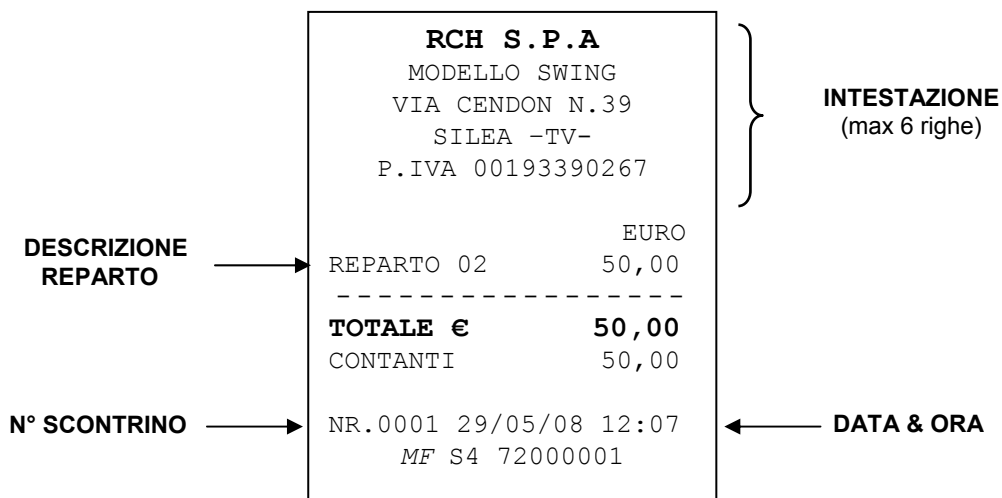 RCH S.P.A
MODELLO SWING
VIA CENDON N.39
SILEA –TV-
P.IVA 00193390267
INTESTAZIONE
(max 6 righe)
EURO
DESCRIZIONE
REPARTO
REPARTO 02 50,00
- - - - - - - - - - - - - - - - -
TOTALE € 50,00
CONTANTI 50,00
N° SCONTRINO
NR.0001 29/05/08 12:07
DATA & ORA
MF S4 72000001